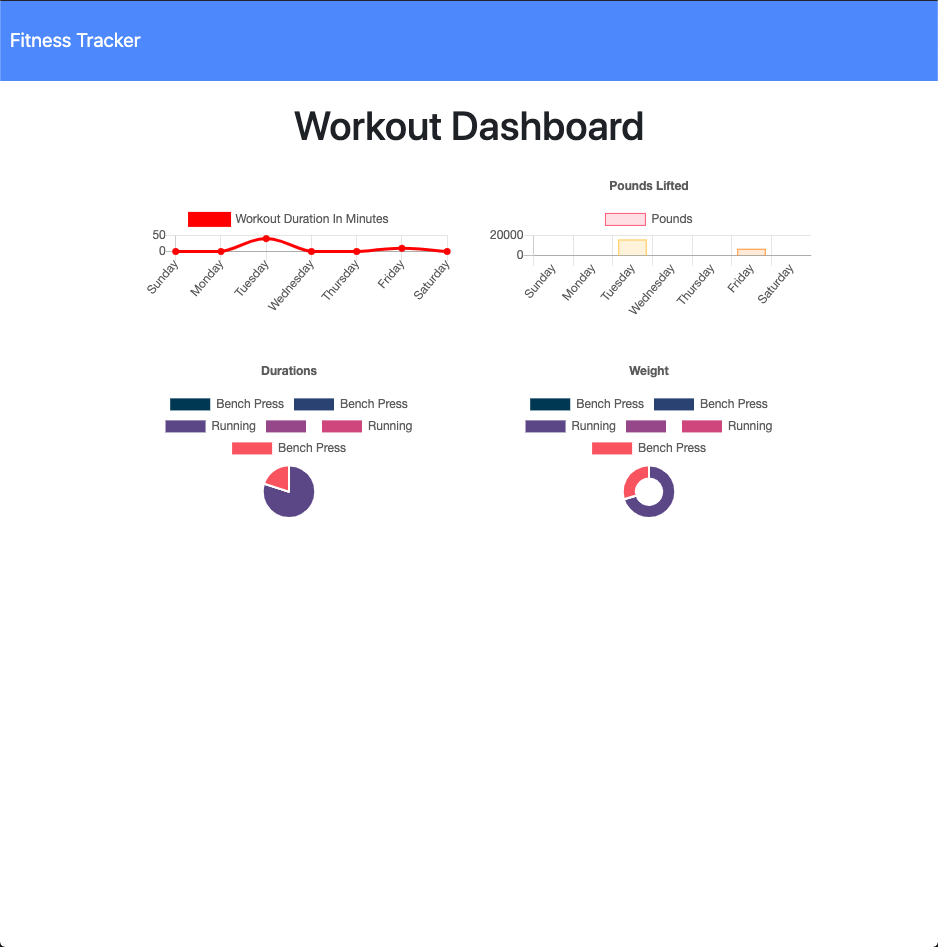 Fitness Tracker
Workout Dashboard
Workout Duration In Minutes
50
0
Sunday Monday Tuesday Wednesday Thursday Friday Saturday
Pounds Lifted
Pounds
20000
0
Sunday Monday Tuesday Wednesday Thursday Friday Saturday
Durations
Bench Press Bench Press
Running Running
Bench Press
Weight
Bench Press Bench Press
Running Running
Bench Press